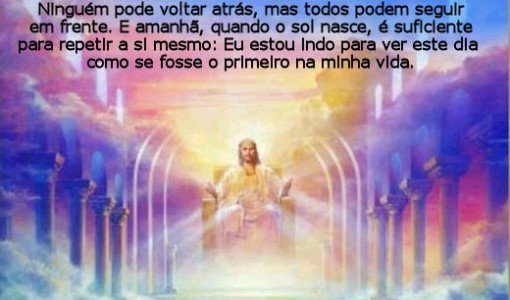 Ninguém pode voltar atrás, mas todos podem seguir
em frente. E amanhã, quando o sol nasce, é suficiente
para repetir a si mesmo: Eu estou indo para ver este dia
como se fosse o primeiro na minha vida.